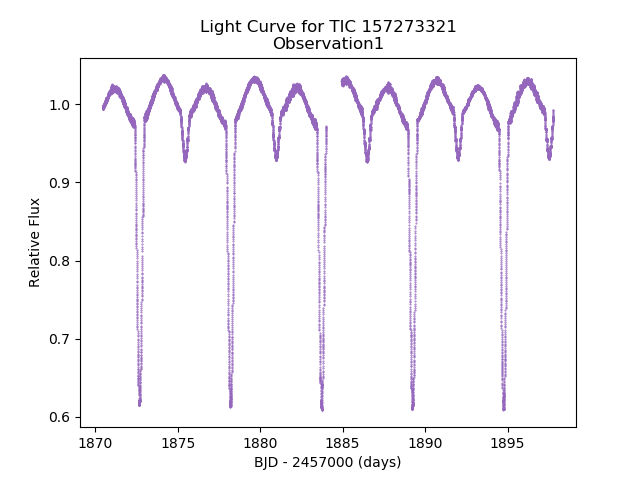 Light Curve for TIC 157273321
Observation1
1.0
0.9
0.8
0.7
0.6
Relative Flux
1870
1875
1880
1885
1890
1895
BJD - 2457000 (days)